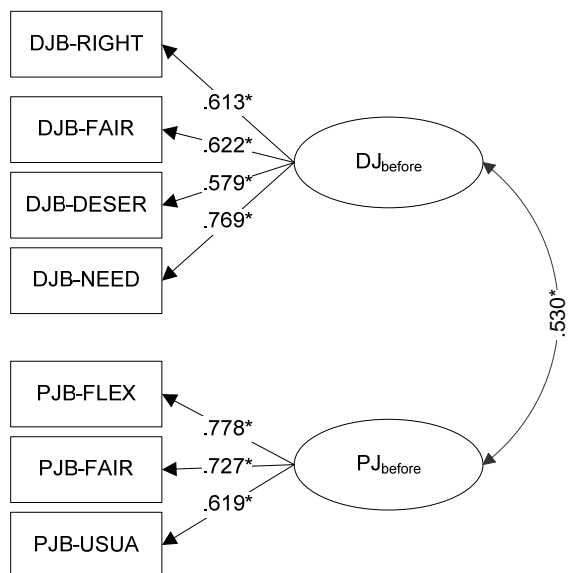 DJB-RIGHT
.613*
DJB-FAIR
.622*
DJbefore
DJB-DESER
.579*
.769*
DJB-NEED
.530*
PJB-FLEX
.778*
PJB-FAIR
.727*
PJbefore
.619*
PJB-USUA